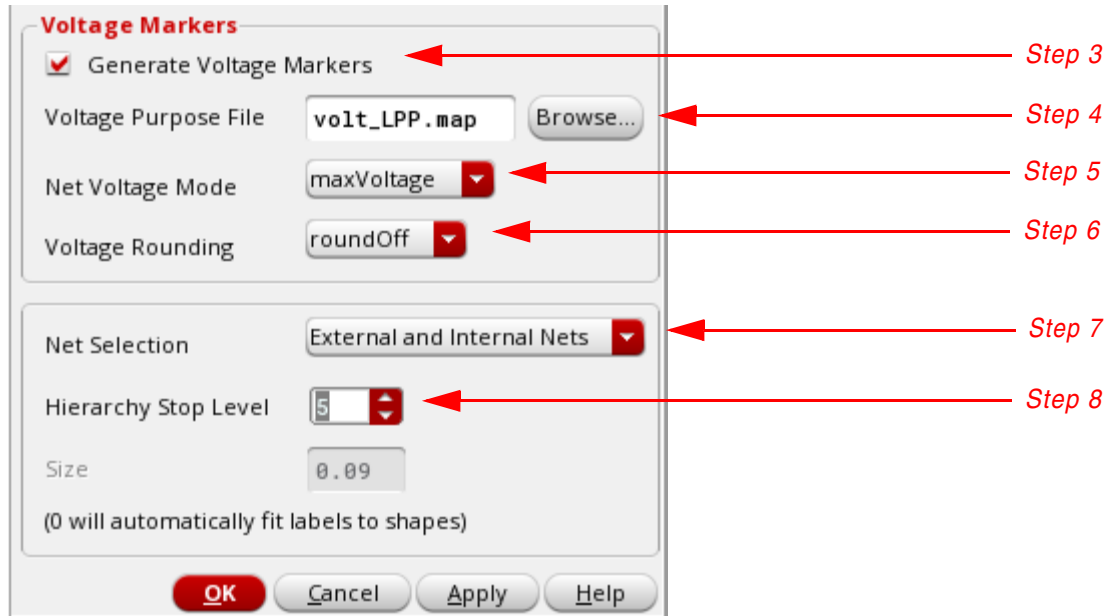 Voltage Markers
Generate Voltage Markers
Step 3
Voltage Purpose File volt_LPP.map Browse...
Step 4
Net Voltage Mode maxVoltage
Step 5
Voltage Rounding roundOff
Step 6
Net Selection External and Internal Nets
Step 7
Hierarchy Stop Level 5
Step 8
Size 0.09
(0 will automatically fit labels to shapes)
OK Cancel Apply Help